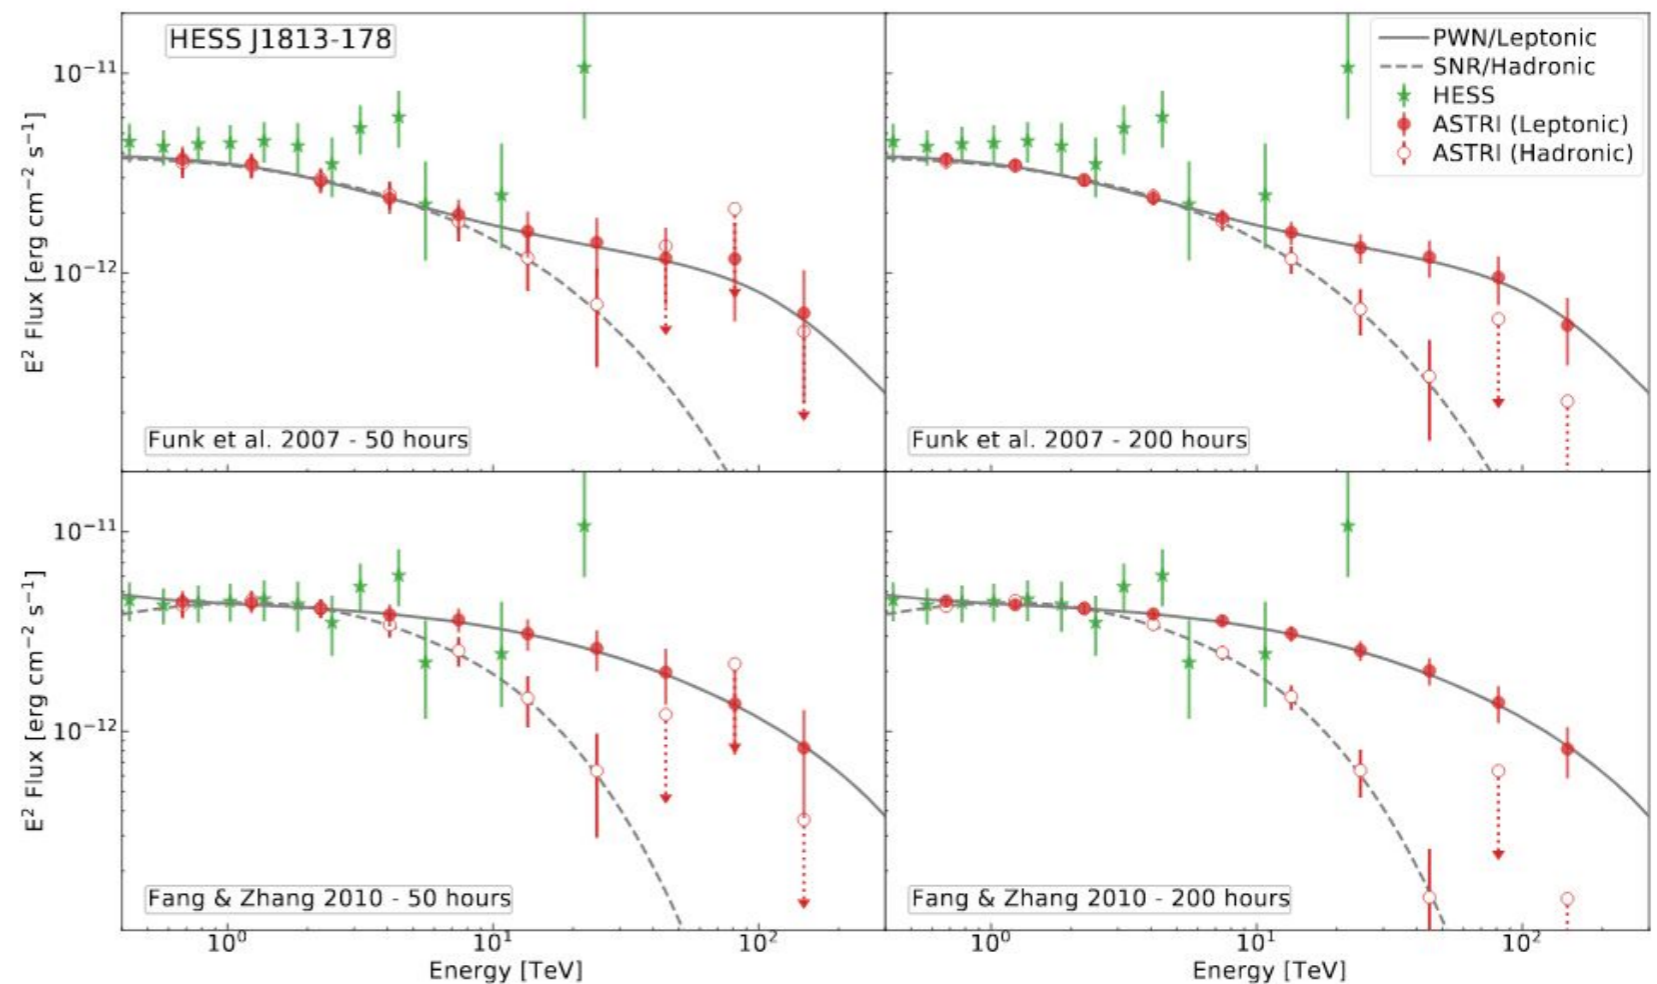 HESS J1813-178
PWN/Leptonic
SNR/Hadronic
HESS
ASTRI (Leptonic)
ASTRI (Hadronic)
10⁻¹¹
10⁻¹²
E² Flux [erg cm⁻² s⁻¹]
Funk et al. 2007 - 50 hours
Funk et al. 2007 - 200 hours
10⁻¹¹
10⁻¹²
E² Flux [erg cm⁻² s⁻¹]
Fang & Zhang 2010 - 50 hours
Fang & Zhang 2010 - 200 hours
10⁰ 10¹ 10² 10⁰ 10¹ 10²
Energy [TeV] Energy [TeV]